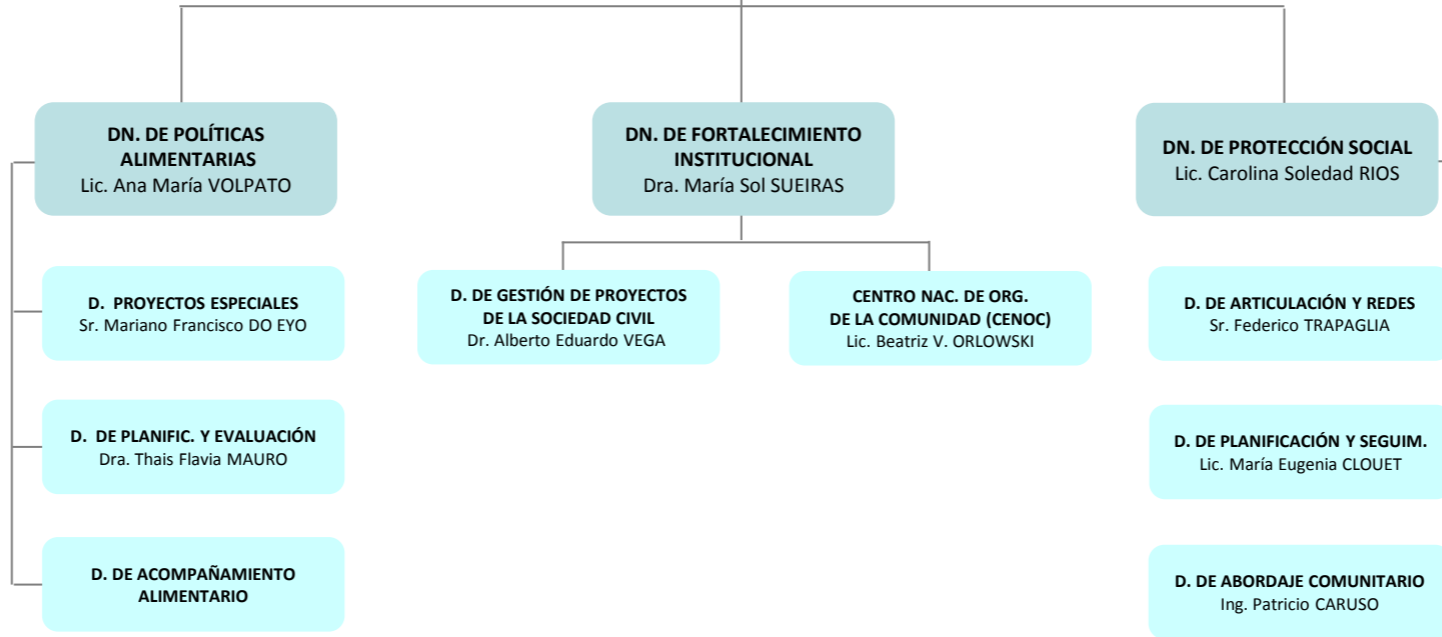 DN. DE POLÍTICAS
ALIMENTARIAS
Lic. Ana María VOLPATO
DN. DE FORTALECIMIENTO
INSTITUCIONAL
Dra. María Sol SUEIRAS
DN. DE PROTECCIÓN SOCIAL
Lic. Carolina Soledad RIOS
D. PROYECTOS ESPECIALES
Sr. Mariano Francisco DO EYO
D. DE GESTIÓN DE PROYECTOS
DE LA SOCIEDAD CIVIL
Dr. Alberto Eduardo VEGA
CENTRO NAC. DE ORG.
DE LA COMUNIDAD (CENOC)
Lic. Beatriz V. ORLOWSKI
D. DE ARTICULACIÓN Y REDES
Sr. Federico TRAPAGLIA
D. DE PLANIFIC. Y EVALUACIÓN
Dra. Thais Flavia MAURO
D. DE PLANIFICACIÓN Y SEGUIM.
Lic. María Eugenia CLOUET
D. DE ACOMPAÑAMIENTO
ALIMENTARIO
D. DE ABORDAJE COMUNITARIO
Ing. Patricio CARUSO